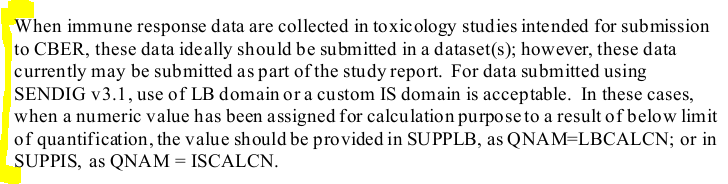 When immune response data are collected in toxicology studies intended for submission
to CBER, these data ideally should be submitted in a dataset(s); however, these data
currently may be submitted as part of the study report.  For data submitted using
SENDIG v3.1, use of LB domain or a custom IS domain is acceptable.  In these cases,
when a numeric value has been assigned for calculation purpose to a result of below limit
of quantification, the value should be provided in SUPPLB, as QNAM=LBCALCN; or in
SUPPIS, as QNAM = ISCALCN.